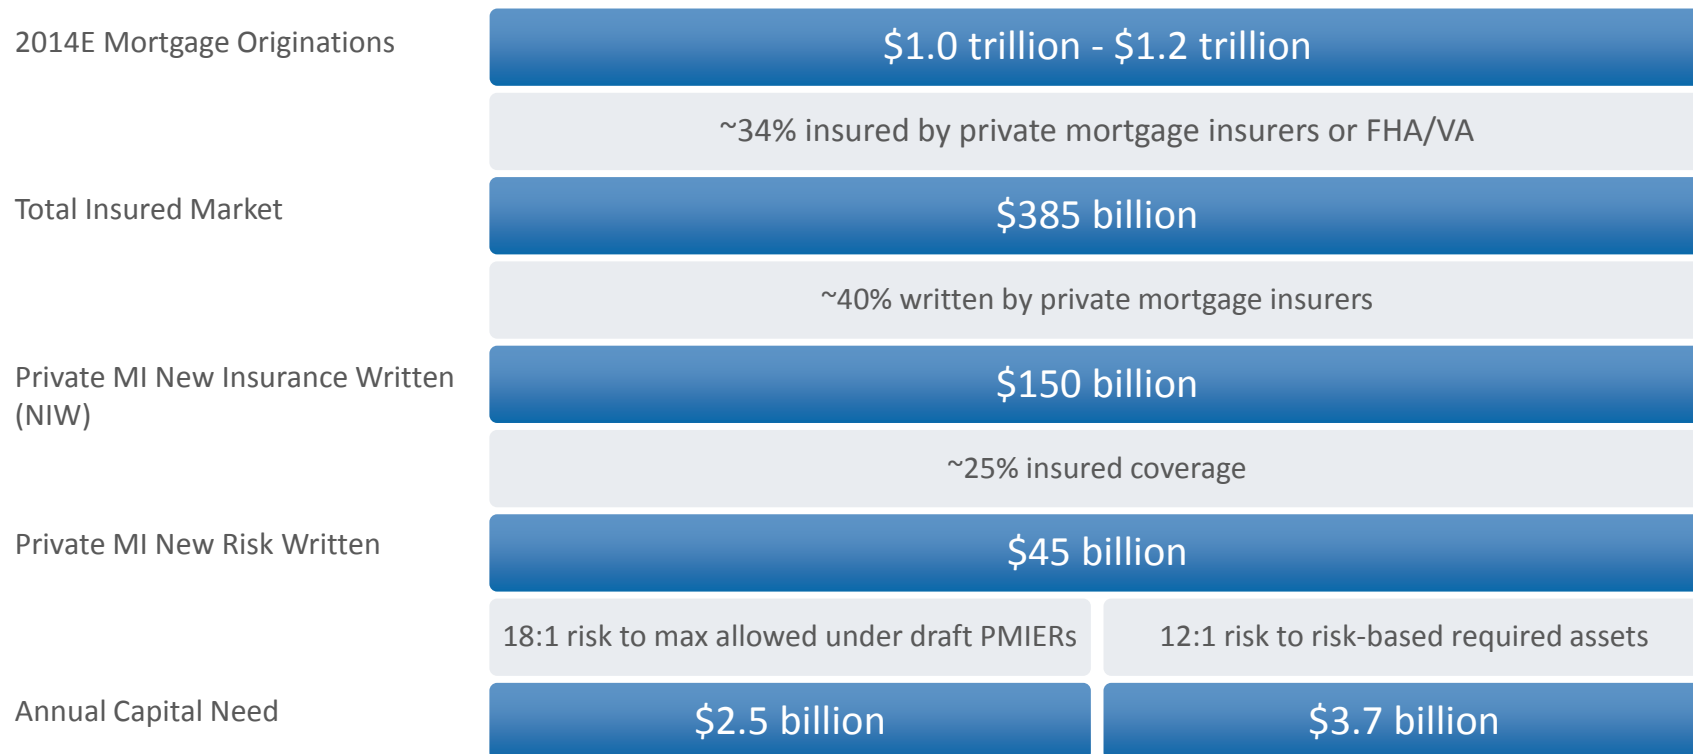 2014E Mortgage Originations
$1.0 trillion - $1.2 trillion
~34% insured by private mortgage insurers or FHA/VA
Total Insured Market
$385 billion
~40% written by private mortgage insurers
Private MI New Insurance Written
(NIW)
$150 billion
~25% insured coverage
Private MI New Risk Written
$45 billion
18:1 risk to max allowed under draft PMIERs
12:1 risk to risk-based required assets
Annual Capital Need
$2.5 billion
$3.7 billion